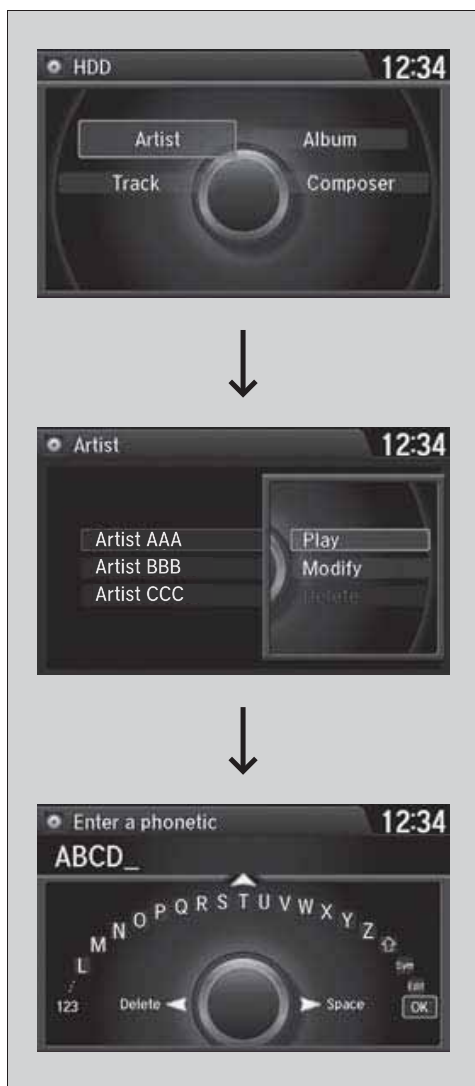 HDD 12:34
Artist Album
Track Composer
Artist 12:34
Artist AAA Play
Artist BBB Modify
Artist CCC Delete
Enter a phonetic 12:34
ABCD_
L M N O P Q R S T U V W X Y Z
Sym
Edit
123 Delete Space OK